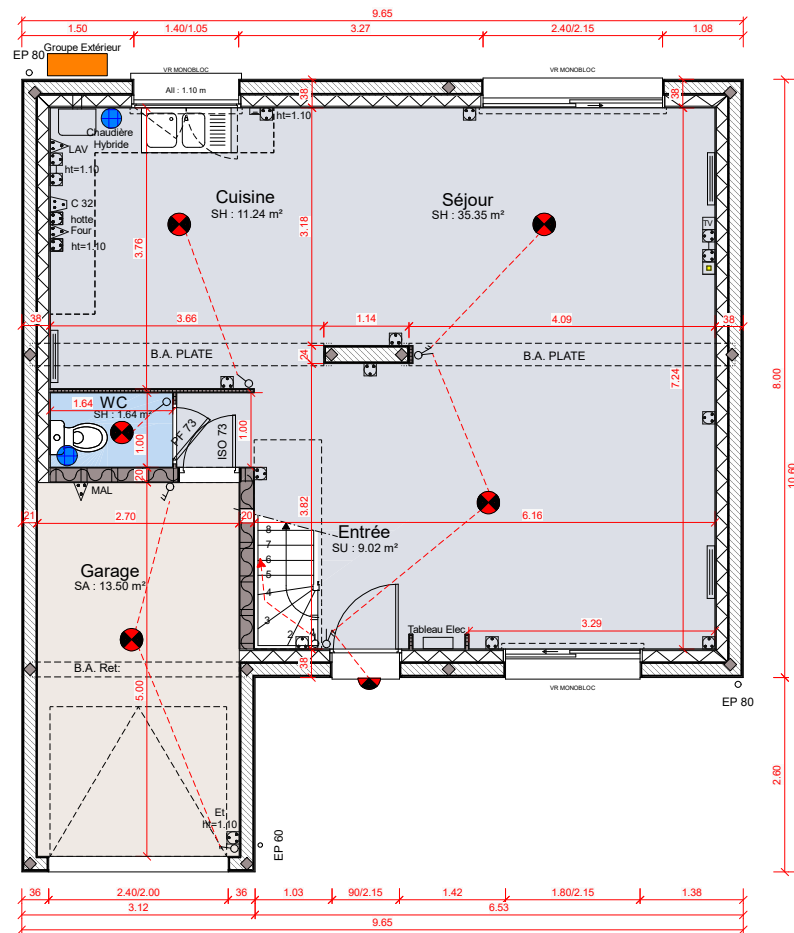 9.65
1.50 1.40/1.05 3.27 2.40/2.15 1.08
Groupe Extérieur
EP 80
VR MONOBLOC
VR MONOBLOC
All : 1.10 m
38
38
ht=1.10
Chaudière
Hybride
LAV
ht=1.10
C 32
hotte
Four
ht=1.10
Cuisine
SH : 11.24 m²
Séjour
SH : 35.35 m²
TV
3.76
3.18
38 3.66 1.14 4.09 38
B.A. PLATE
24
B.A. PLATE
7.24
8.00
10.60
WC
1.64
SH : 1.64 m²
1.00
PF 73
ISO 73
1.00
20
MAL
21 2.70 20 6.16
3.82
Entrée
SU : 9.02 m²
8
7
6
5
4
3
2
1
Garage
SA : 13.50 m²
Tableau Elec
3.29
38
B.A. Ret:
5.00
VR MONOBLOC
EP 80
2.60
Et
ht=1.10
EP 60
36 2.40/2.00 36 1.03 90/2.15 1.42 1.80/2.15 1.38
3.12 6.53
9.65